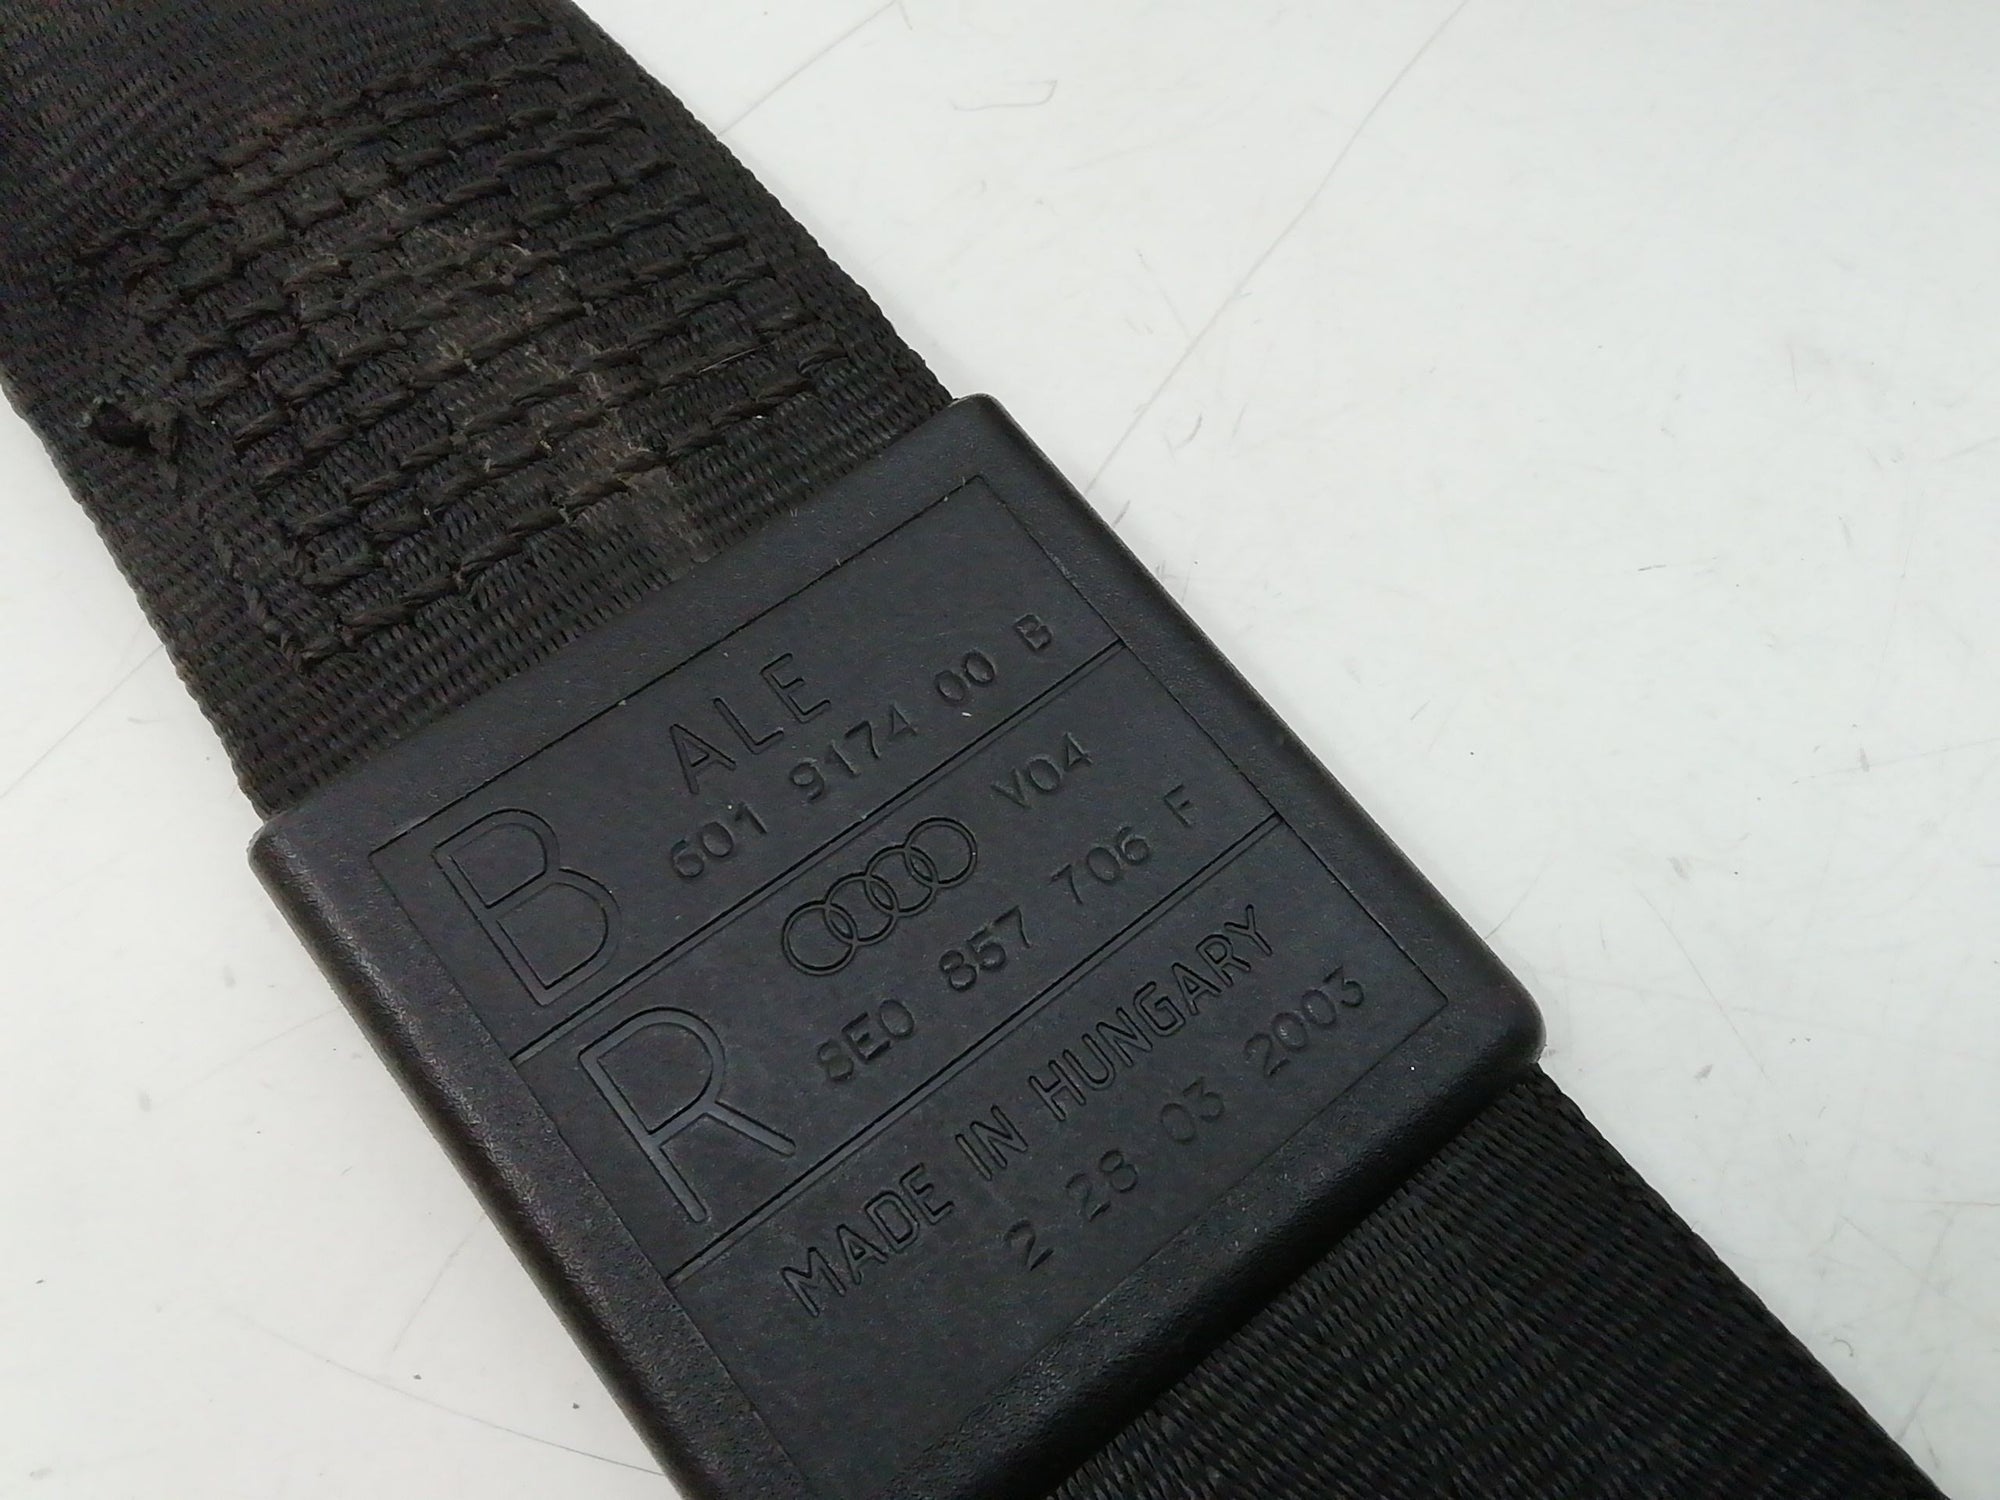 B
ALE
601 9174 00 B
V04
R
8E0 857 706 F
MADE IN HUNGARY
2 28 03 2003